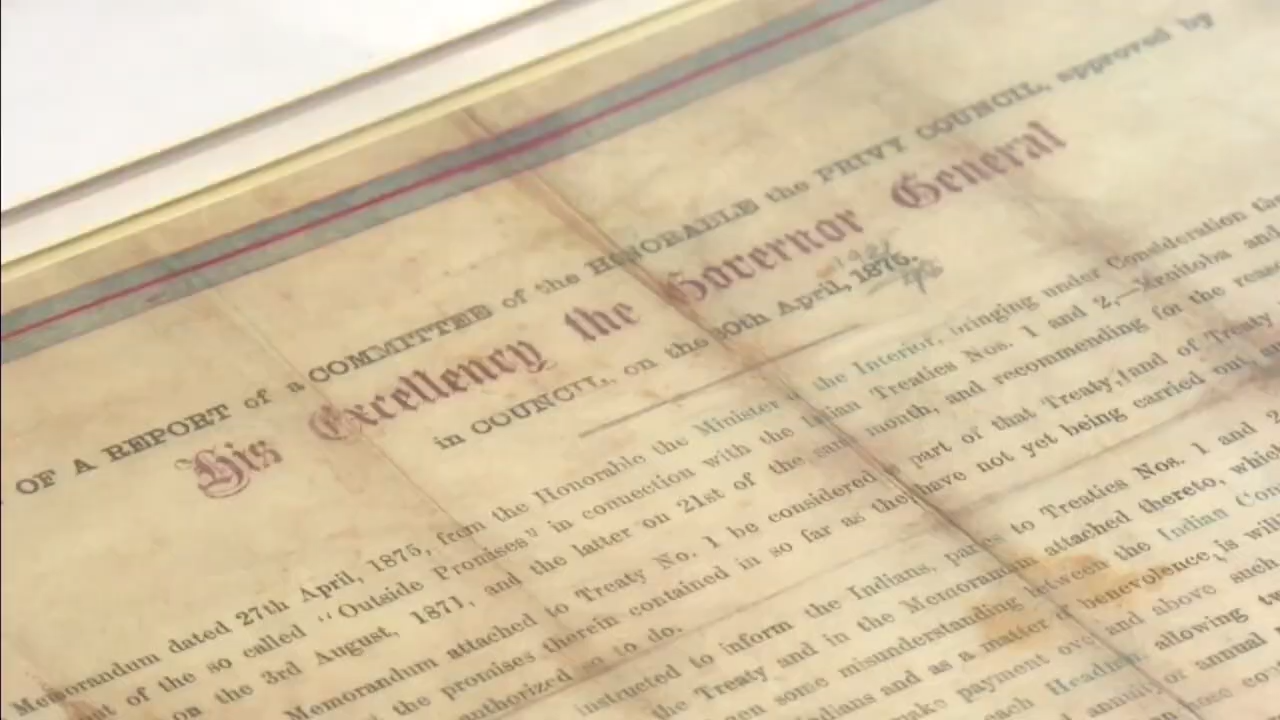 OF A REPORT of a COMMITTEE of the HONORABLE the PRIVY COUNCIL, approved by
His Excellency the Governor General
in COUNCIL, on the 30th April, 1875.
Memorandum dated 27th April, 1875, from the Honorable the Minister the Interior, bringing under Consideration the
of the so called "Outside Promises" in connection with the Indian Treaties Nos. 1 and 2,—Manitoba and
on the 3rd August, 1871, and the latter on 21st of the same month, and recommending for the
Memorandum attached to Treaty No. 1 be considered part of that Treaty, and of Treaty
the promises therein contained in so far as they have not yet being carried out,
authorized so to do.
instructed to inform the Indians, parties to Treaties Nos. 1 and 2
the Treaty and in the Memorandum attached thereto, which
some misunderstanding between the Indian
and as a matter of benevolence, is
make payment over and above such
each Headman allowing
annuity or annual